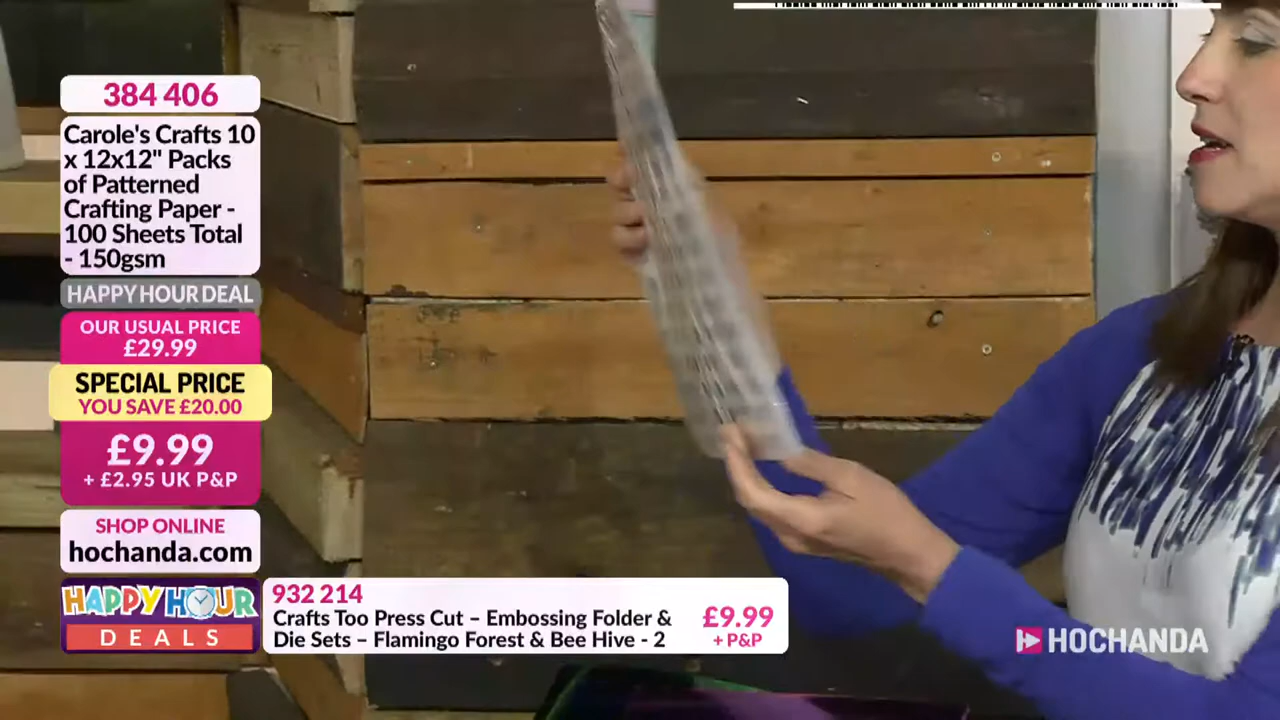 384 406
Carole's Crafts 10
x 12x12" Packs
of Patterned
Crafting Paper -
100 Sheets Total
- 150gsm
HAPPY HOUR DEAL
OUR USUAL PRICE
£29.99
SPECIAL PRICE
YOU SAVE £20.00
£9.99
+ £2.95 UK P&P
SHOP ONLINE
hochanda.com
HAPPY HOUR
DEALS
932 214
Crafts Too Press Cut – Embossing Folder &
Die Sets – Flamingo Forest & Bee Hive - 2
£9.99
+ P&P
HOCHANDA